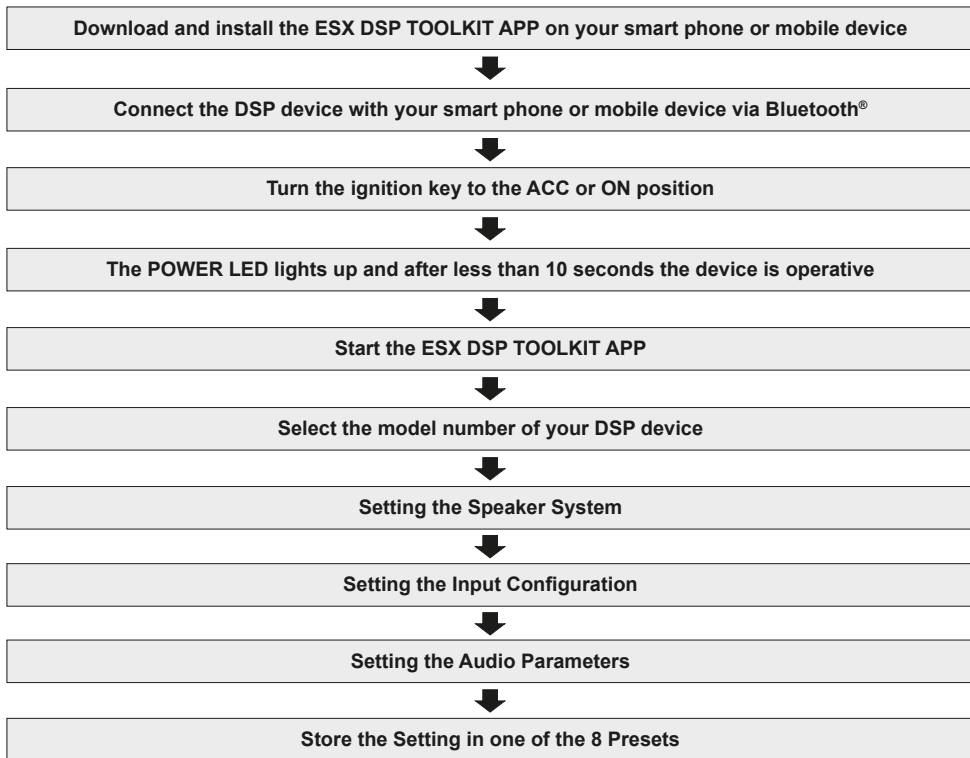 Download and install the ESX DSP TOOLKIT APP on your smart phone or mobile device
Connect the DSP device with your smart phone or mobile device via Bluetooth®
Turn the ignition key to the ACC or ON position
The POWER LED lights up and after less than 10 seconds the device is operative
Start the ESX DSP TOOLKIT APP
Select the model number of your DSP device
Setting the Speaker System
Setting the Input Configuration
Setting the Audio Parameters
Store the Setting in one of the 8 Presets